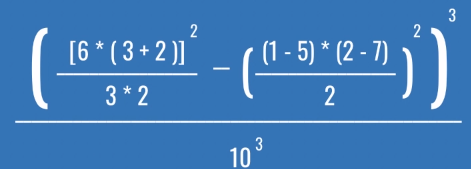 ( [6 * ( 3 + 2 )]² / 3 * 2 − ( (1 - 5) * (2 - 7) / 2 )² )³
10³